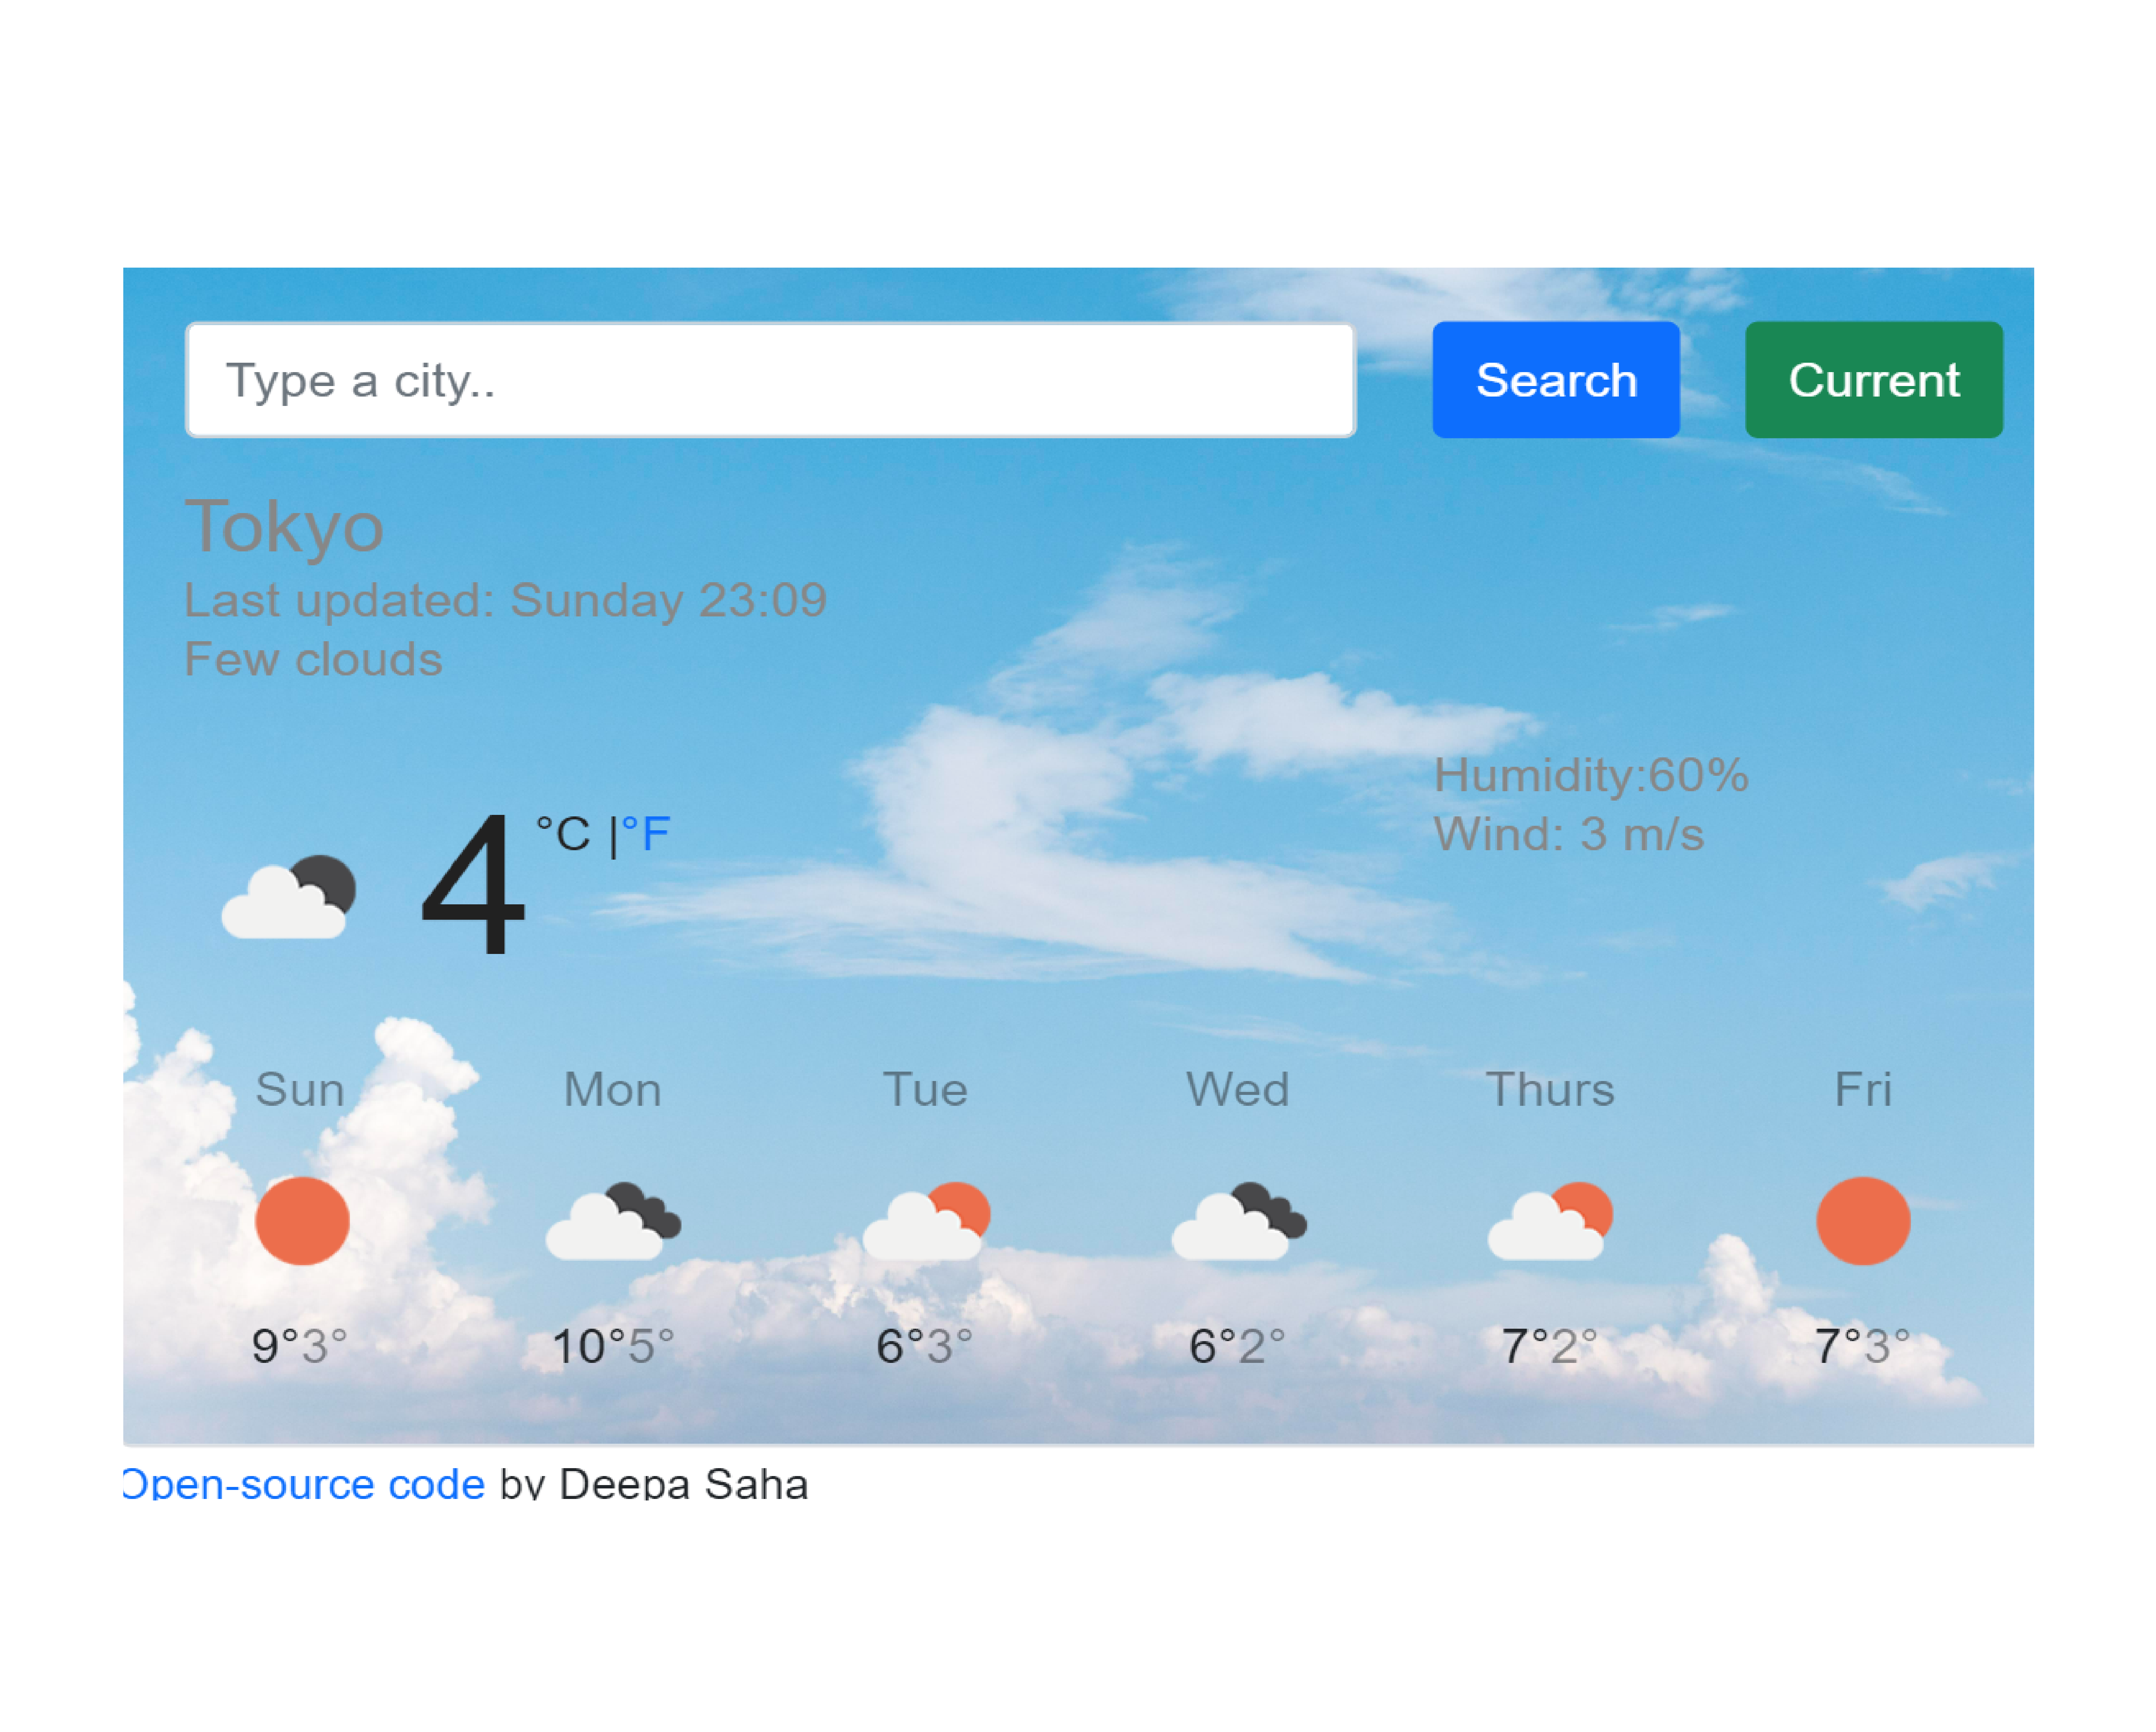 Type a city..
Search
Current
Tokyo
Last updated: Sunday 23:09
Few clouds
Humidity:60%
Wind: 3 m/s
4 °C |°F
Sun Mon Tue Wed Thurs Fri
9°3° 10°5° 6°3° 6°2° 7°2° 7°3°
Open-source code by Deepa Saha